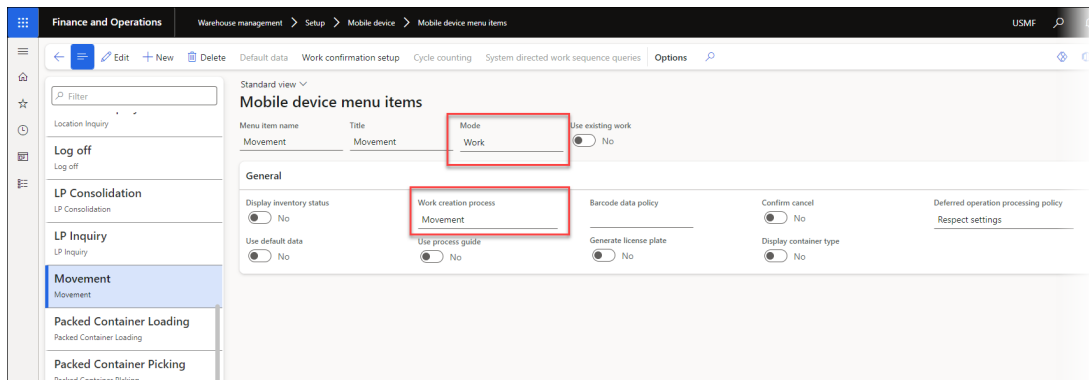 Finance and Operations
Warehouse management > Setup > Mobile device > Mobile device menu items
USMF
Edit
New
Delete
Default data
Work confirmation setup
Cycle counting
System directed work sequence queries
Options
Filter
Location Inquiry
Log off
Log off
LP Consolidation
LP Consolidation
LP Inquiry
LP Inquiry
Movement
Movement
Packed Container Loading
Packed Container Loading
Packed Container Picking
Packed Container Picking
Standard view
Mobile device menu items
Menu item name
Title
Mode
Use existing work
Movement
Movement
Work
No
General
Display inventory status
Work creation process
Barcode data policy
Confirm cancel
Deferred operation processing policy
No
Movement
No
Respect settings
Use default data
Use process guide
Generate license plate
Display container type
No
No
No
No